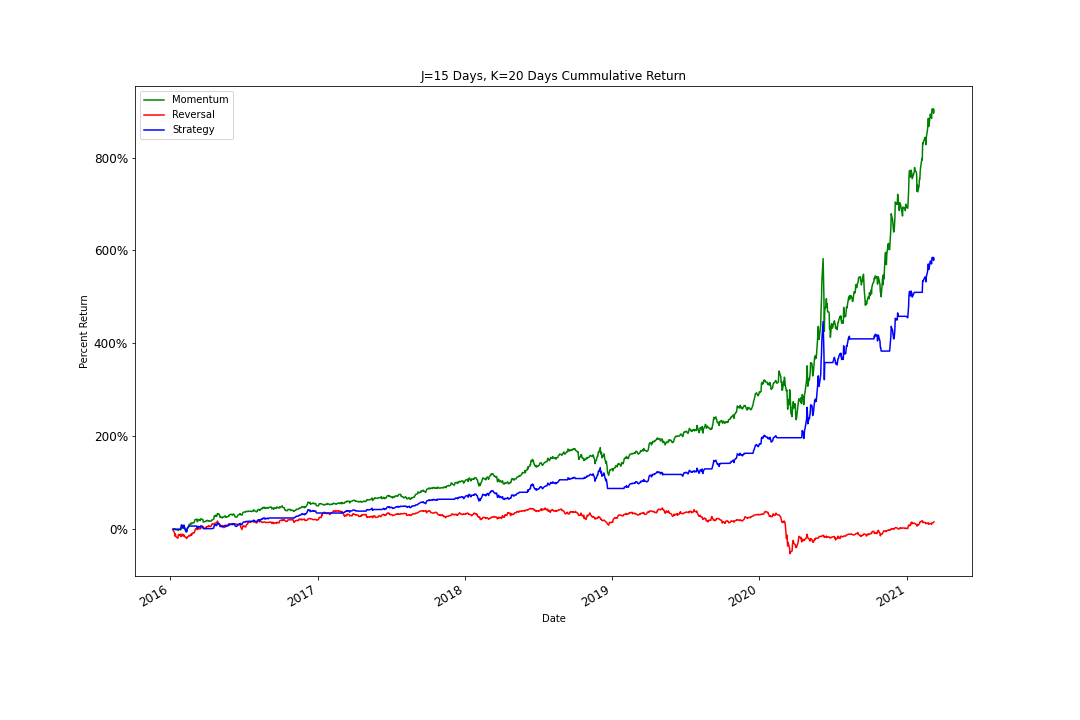 J=15 Days, K=20 Days Cummulative Return
Momentum
Reversal
Strategy
800%
600%
400%
200%
0%
Percent Return
2016
2017
2018
2019
2020
2021
Date